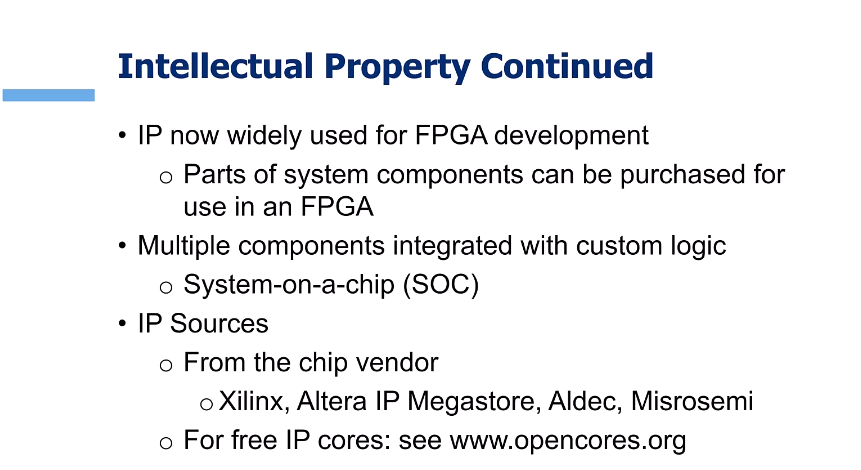 Intellectual Property Continued
• IP now widely used for FPGA development
o Parts of system components can be purchased for
use in an FPGA
• Multiple components integrated with custom logic
o System-on-a-chip (SOC)
• IP Sources
o From the chip vendor
o Xilinx, Altera IP Megastore, Aldec, Misrosemi
o For free IP cores: see www.opencores.org